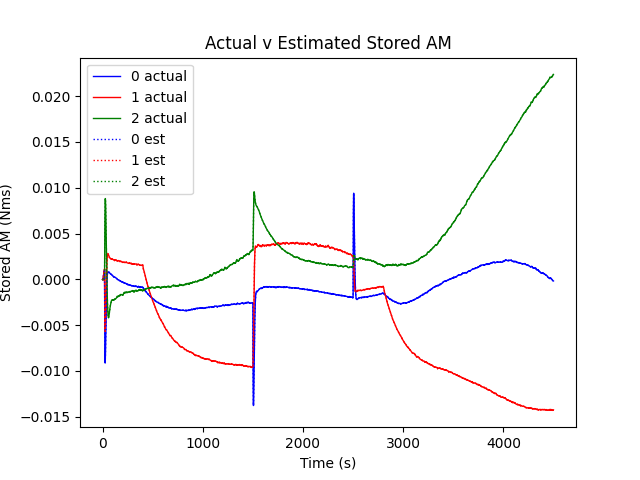 Actual v Estimated Stored AM
Stored AM (Nms)
0.020
0.015
0.010
0.005
0.000
−0.005
−0.010
−0.015
0 actual
1 actual
2 actual
0 est
1 est
2 est
0
1000
2000
3000
4000
Time (s)